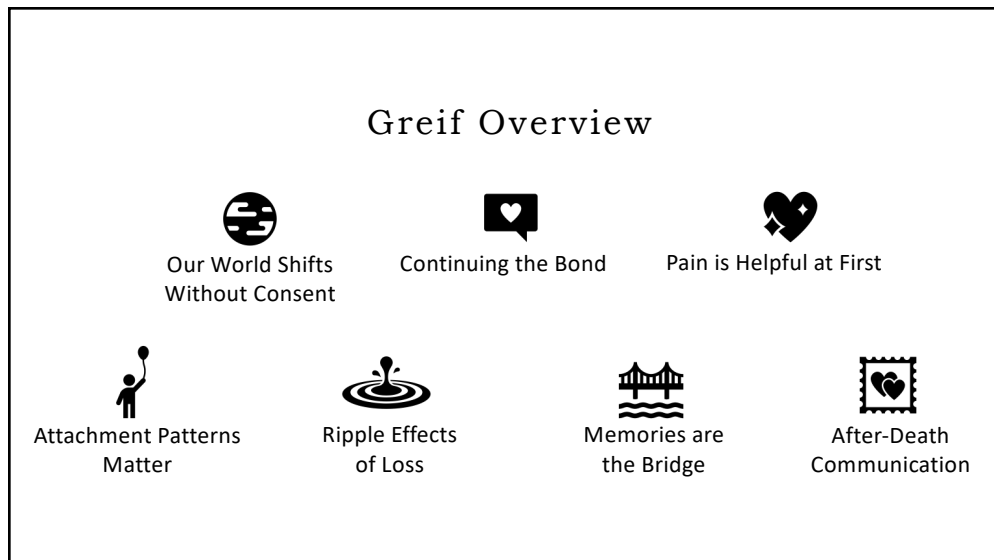 Greif Overview
Our World Shifts
Without Consent
Continuing the Bond
Pain is Helpful at First
Attachment Patterns
Matter
Ripple Effects
of Loss
Memories are
the Bridge
After-Death
Communication